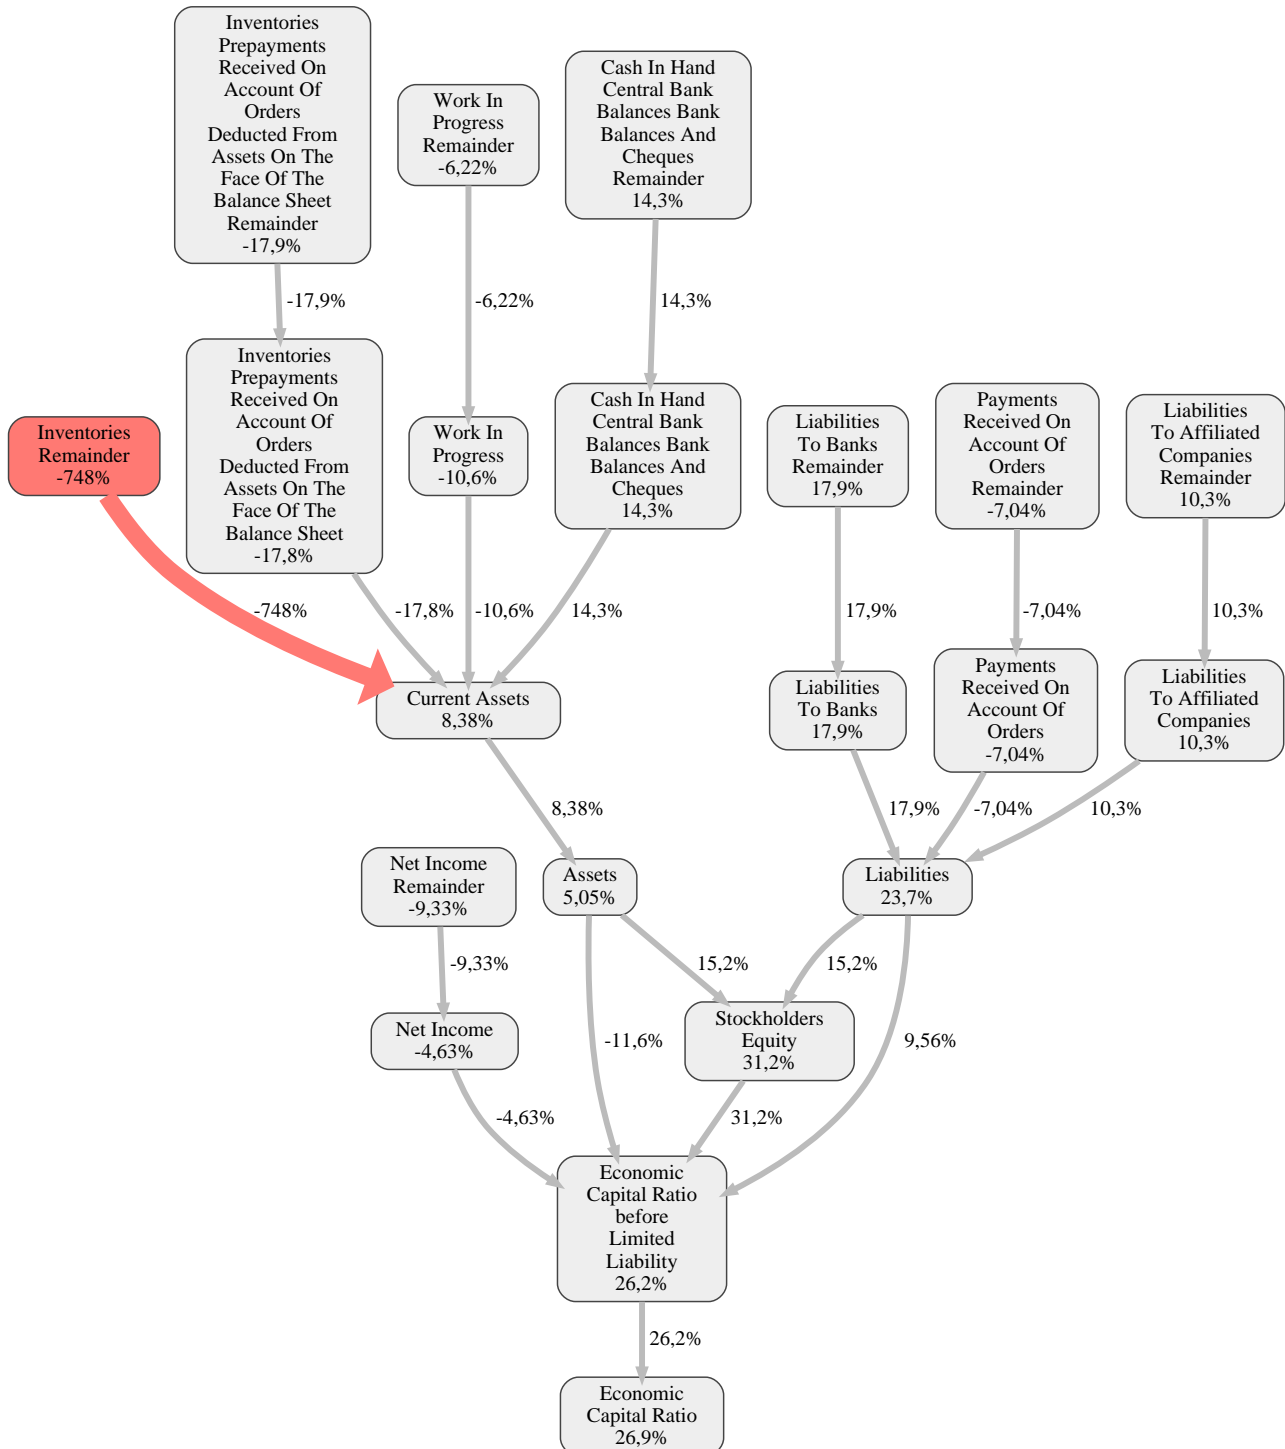 Inventories
Prepayments
Received On
Account Of
Orders
Deducted From
Assets On The
Face Of The
Balance Sheet
Remainder
-17,9%
Work In
Progress
Remainder
-6,22%
Cash In Hand
Central Bank
Balances Bank
Balances And
Cheques
Remainder
14,3%
-17,9%
-6,22%
14,3%
Inventories
Remainder
-748%
Inventories
Prepayments
Received On
Account Of
Orders
Deducted From
Assets On The
Face Of The
Balance Sheet
-17,8%
Work In
Progress
-10,6%
Cash In Hand
Central Bank
Balances Bank
Balances And
Cheques
14,3%
Liabilities
To Banks
Remainder
17,9%
Payments
Received On
Account Of
Orders
Remainder
-7,04%
Liabilities
To Affiliated
Companies
Remainder
10,3%
-748%
-17,8%
-10,6%
14,3%
17,9%
-7,04%
10,3%
Current Assets
8,38%
Liabilities
To Banks
17,9%
Payments
Received On
Account Of
Orders
-7,04%
Liabilities
To Affiliated
Companies
10,3%
8,38%
17,9%
-7,04%
10,3%
Net Income
Remainder
-9,33%
Assets
5,05%
Liabilities
23,7%
-9,33%
15,2%
15,2%
Net Income
-4,63%
-11,6%
Stockholders
Equity
31,2%
9,56%
-4,63%
31,2%
Economic
Capital Ratio
before
Limited
Liability
26,2%
26,2%
Economic
Capital Ratio
26,9%